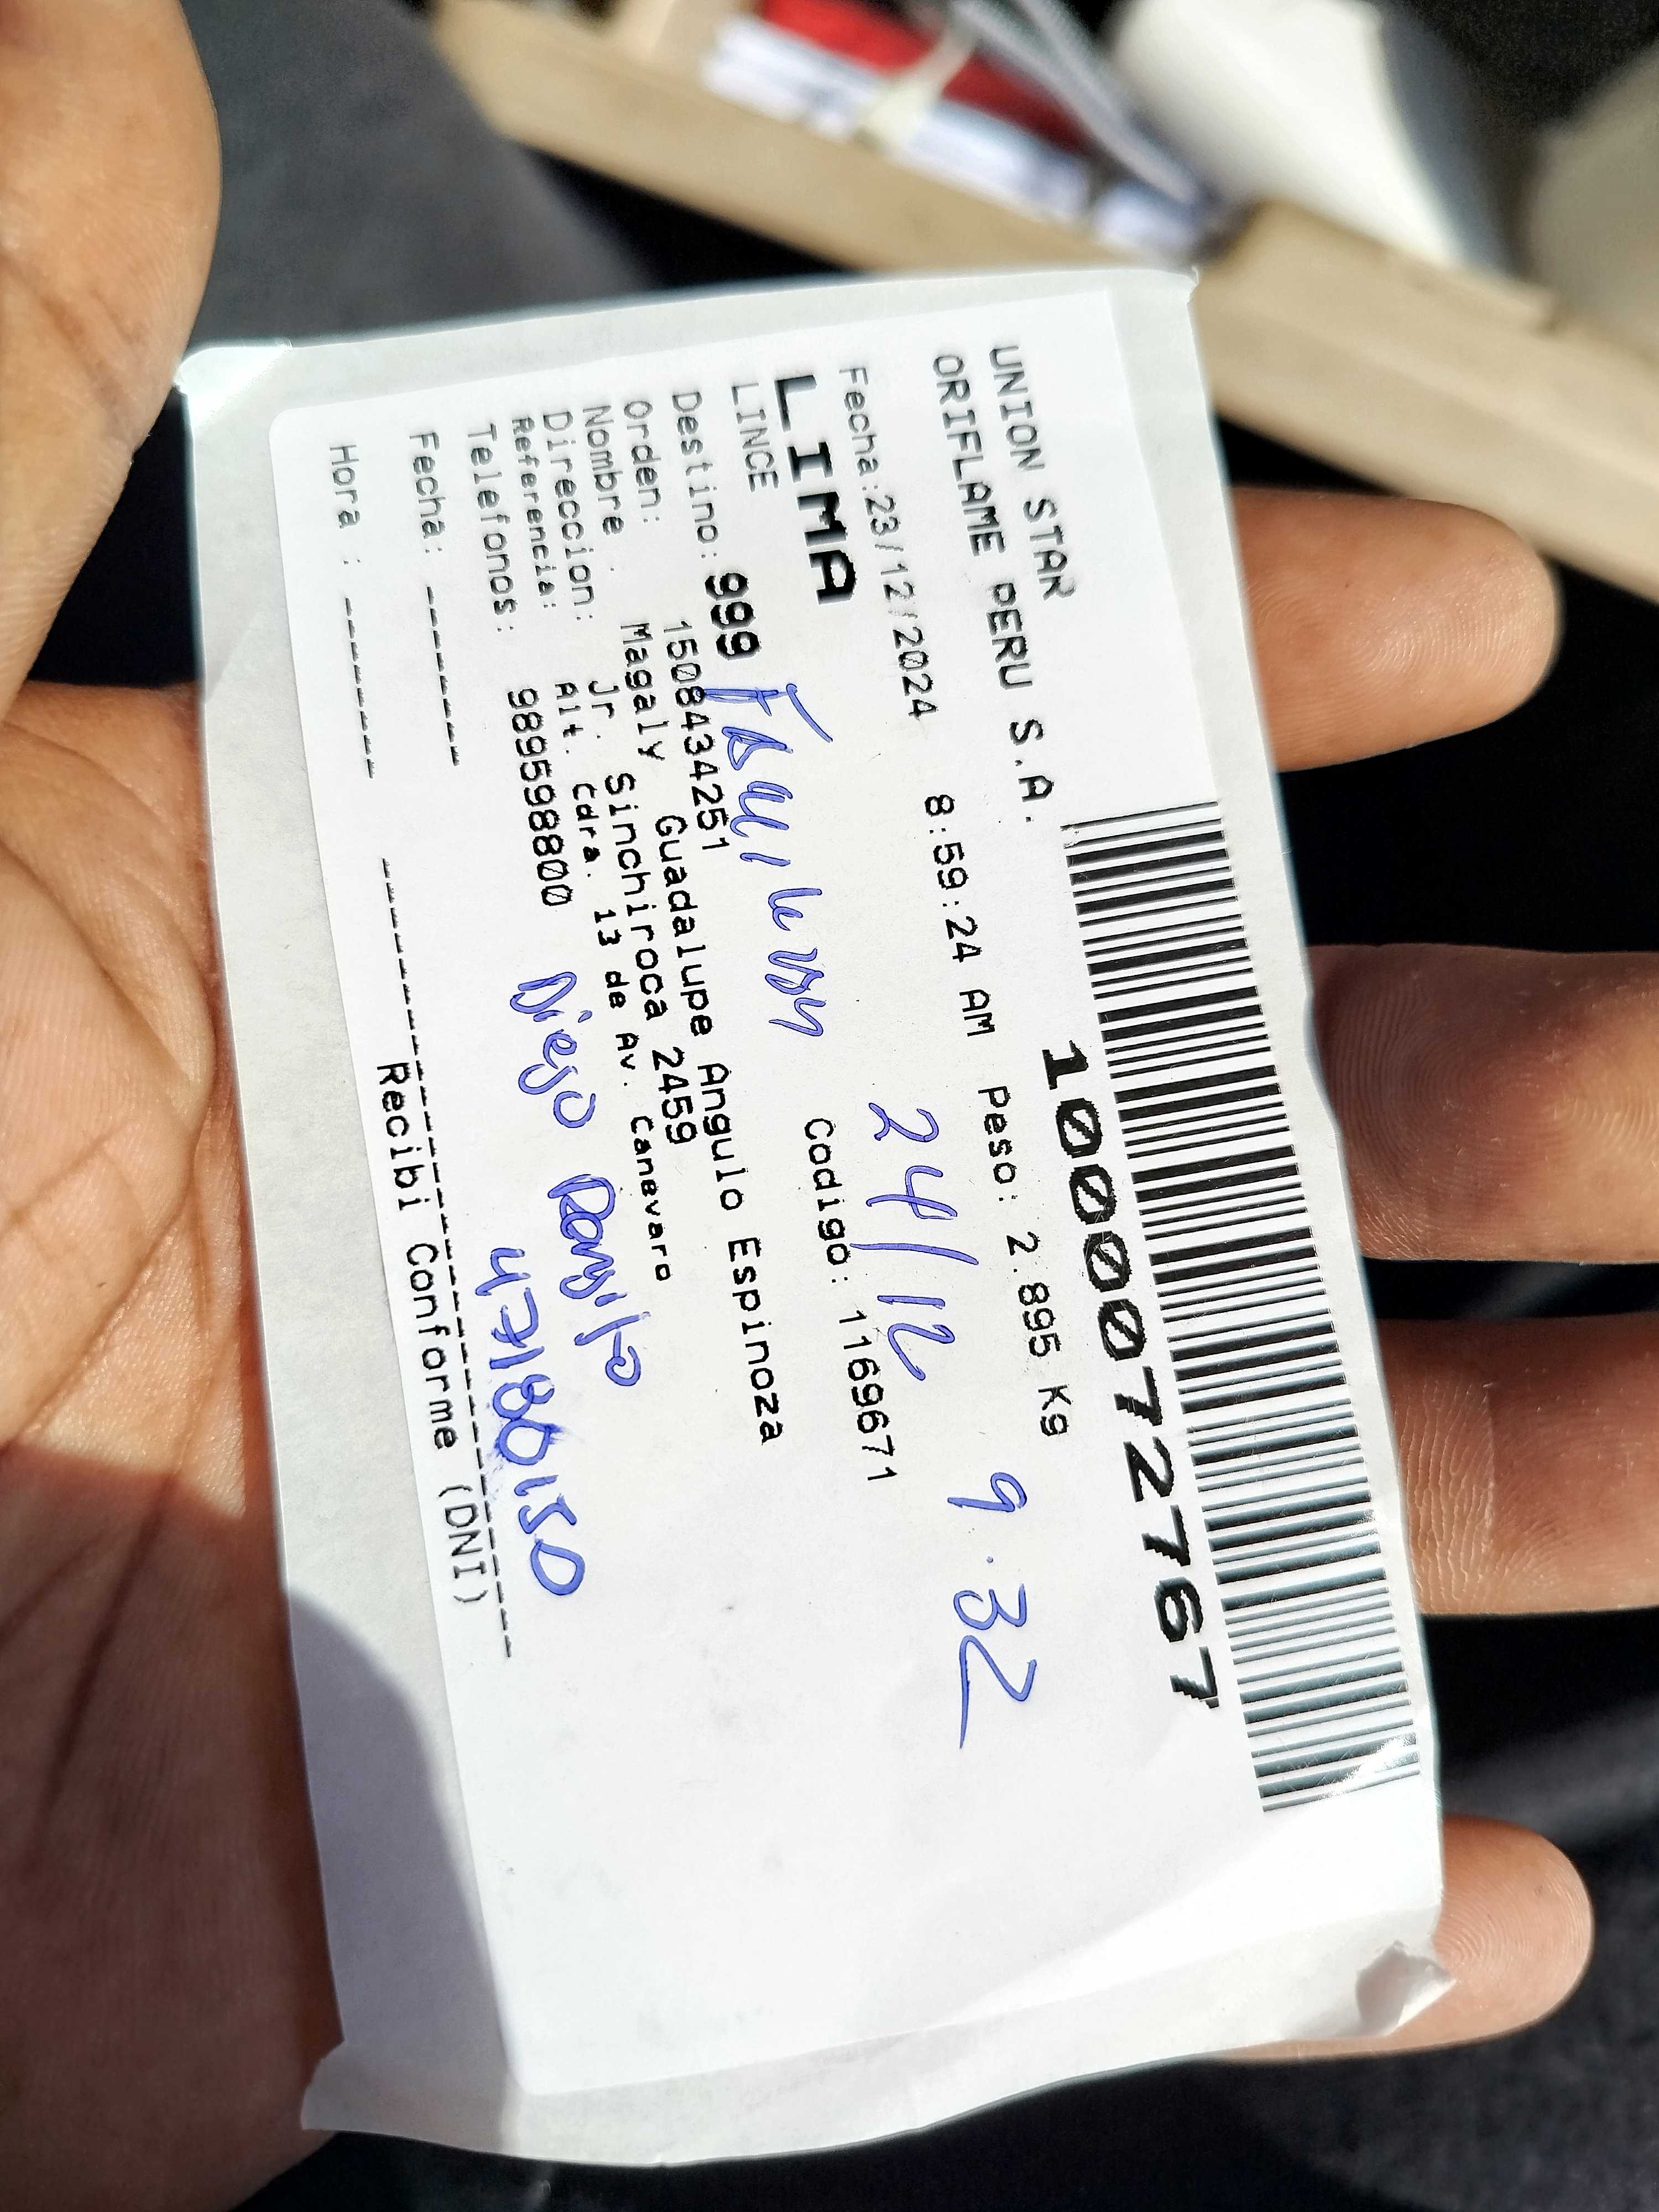 UNION STAR
ORIFLAME PERU S.A.
1000072767
Fecha:23/12/2024 8:59:24 AM Peso: 2.895 Kg
9.32
LIMA
24/12
LINCE
Codigo: 1169671
Destino: 999
Orden: 1508434251
Nombre : Magaly Guadalupe Angulo Espinoza
Direccion: Jr. Sinchiroca 2459
Referencia: Alt. Cdra. 13 de Av. Canevaro
Telefonos: 989598800
Diego
47180150
Fecha: -------
Hora : -------
Recibi Conforme (DNI)